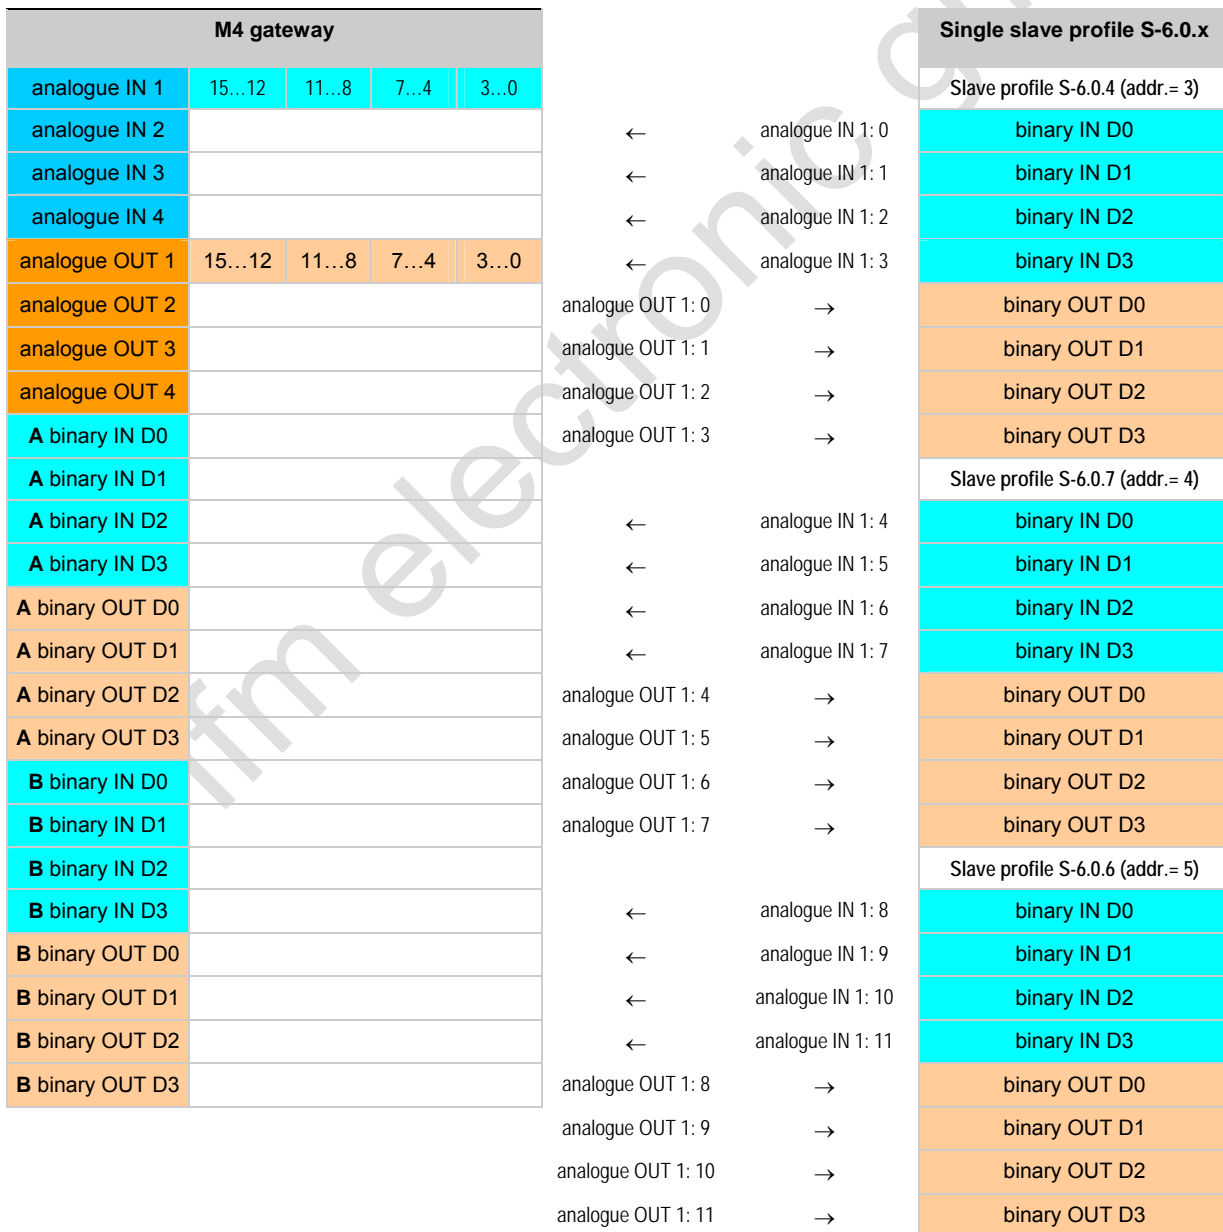 M4 gateway Single slave profile S-6.0.x
analogue IN 1 15…12 11…8 7…4 3…0 Slave profile S-6.0.4 (addr.= 3)
analogue IN 2 ← analogue IN 1: 0 binary IN D0
analogue IN 3 ← analogue IN 1: 1 binary IN D1
analogue IN 4 ← analogue IN 1: 2 binary IN D2
analogue OUT 1 15…12 11…8 7…4 3…0 ← analogue IN 1: 3 binary IN D3
analogue OUT 2 analogue OUT 1: 0 → binary OUT D0
analogue OUT 3 analogue OUT 1: 1 → binary OUT D1
analogue OUT 4 analogue OUT 1: 2 → binary OUT D2
A binary IN D0 analogue OUT 1: 3 → binary OUT D3
A binary IN D1 Slave profile S-6.0.7 (addr.= 4)
A binary IN D2 ← analogue IN 1: 4 binary IN D0
A binary IN D3 ← analogue IN 1: 5 binary IN D1
A binary OUT D0 ← analogue IN 1: 6 binary IN D2
A binary OUT D1 ← analogue IN 1: 7 binary IN D3
A binary OUT D2 analogue OUT 1: 4 → binary OUT D0
A binary OUT D3 analogue OUT 1: 5 → binary OUT D1
B binary IN D0 analogue OUT 1: 6 → binary OUT D2
B binary IN D1 analogue OUT 1: 7 → binary OUT D3
B binary IN D2 Slave profile S-6.0.6 (addr.= 5)
B binary IN D3 ← analogue IN 1: 8 binary IN D0
B binary OUT D0 ← analogue IN 1: 9 binary IN D1
B binary OUT D1 ← analogue IN 1: 10 binary IN D2
B binary OUT D2 ← analogue IN 1: 11 binary IN D3
B binary OUT D3 analogue OUT 1: 8 → binary OUT D0
analogue OUT 1: 9 → binary OUT D1
analogue OUT 1: 10 → binary OUT D2
analogue OUT 1: 11 → binary OUT D3
ifm electronic